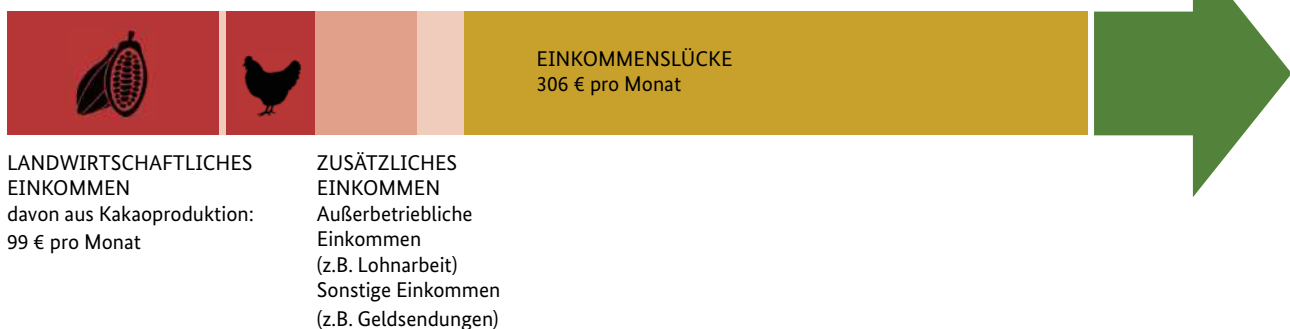 EINKOMMENSLÜCKE
306 € pro Monat
LANDWIRTSCHAFTLICHES
EINKOMMEN
davon aus Kakaoproduktion:
99 € pro Monat
ZUSÄTZLICHES
EINKOMMEN
Außerbetriebliche
Einkommen
(z.B. Lohnarbeit)
Sonstige Einkommen
(z.B. Geldsendungen)